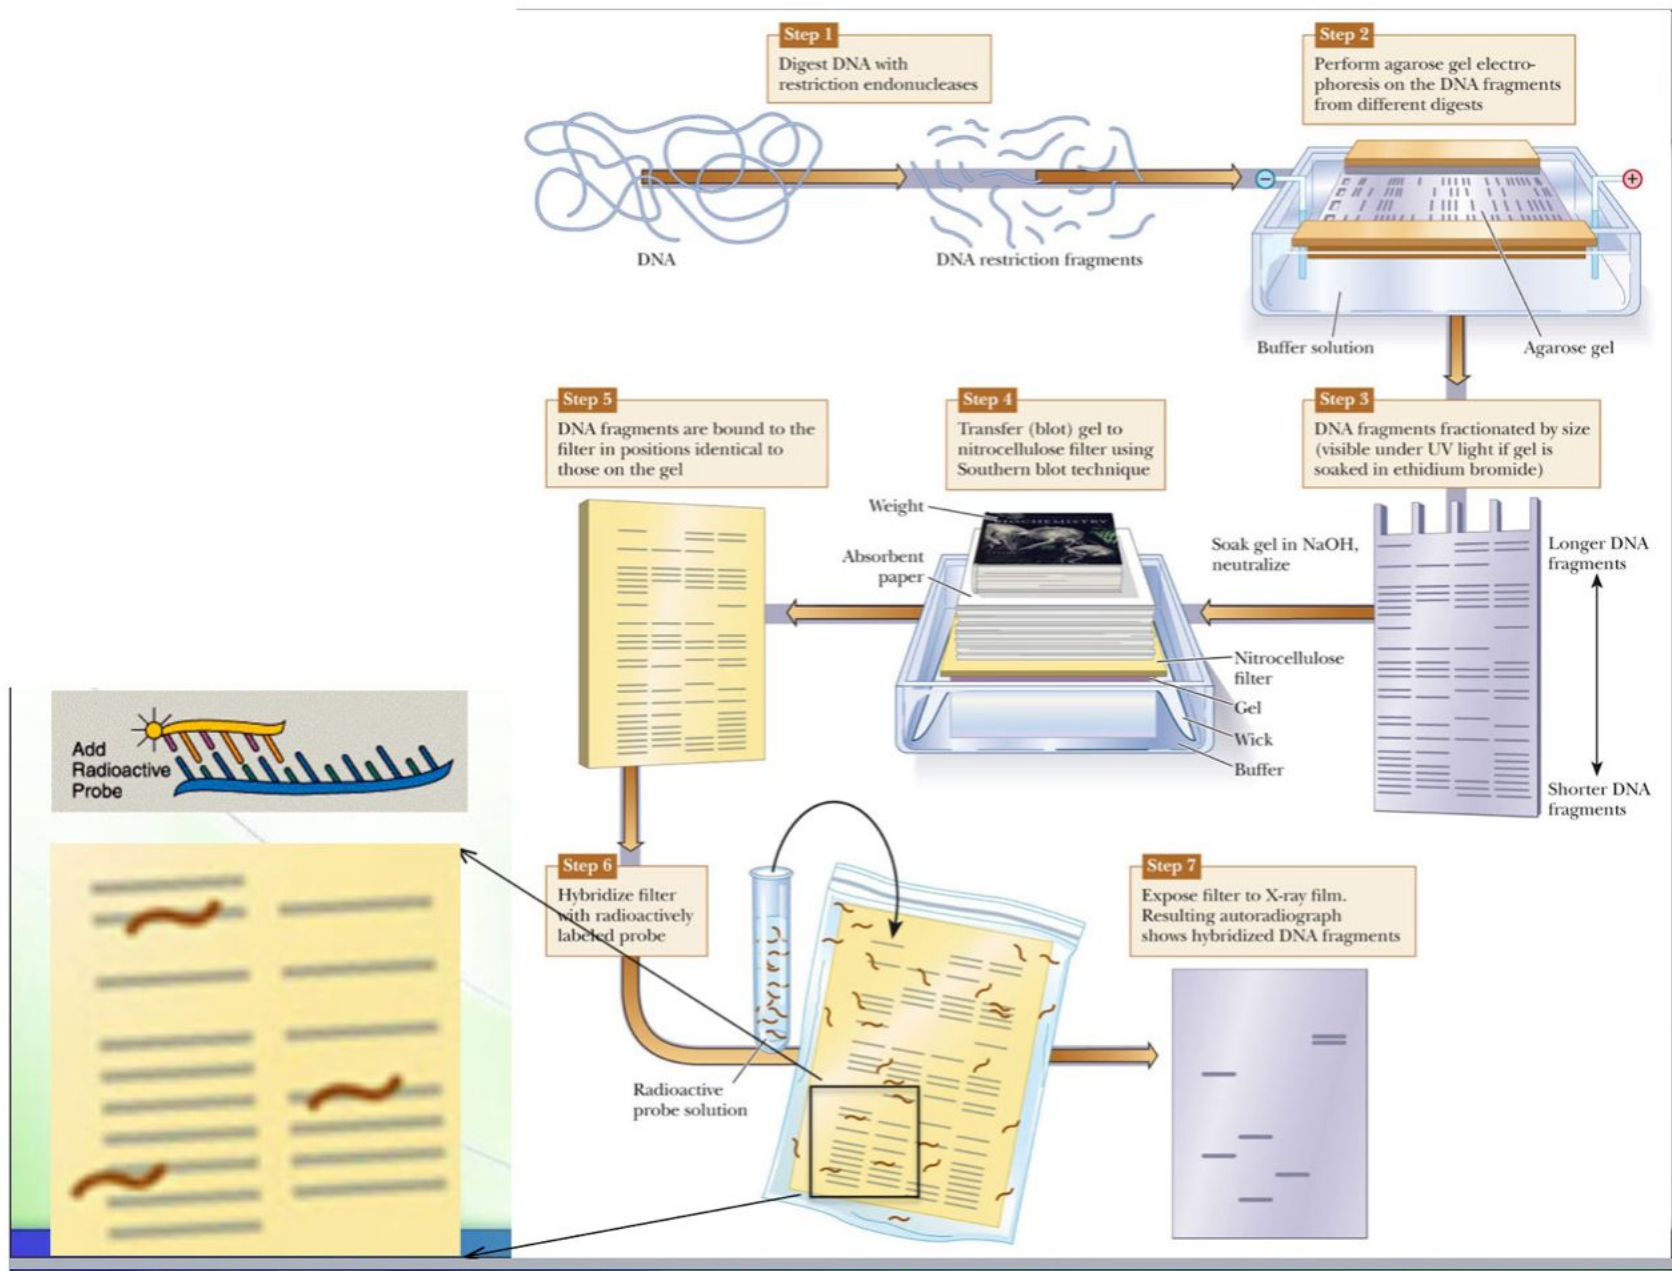 Step 1
Digest DNA with
restriction endonucleases
DNA
DNA restriction fragments
Step 2
Perform agarose gel electro-
phoresis on the DNA fragments
from different digests
−
+
Buffer solution
Agarose gel
Step 3
DNA fragments fractionated by size
(visible under UV light if gel is
soaked in ethidium bromide)
Longer DNA
fragments
Shorter DNA
fragments
Soak gel in NaOH,
neutralize
Step 4
Transfer (blot) gel to
nitrocellulose filter using
Southern blot technique
Weight
BIOCHEMISTRY
Absorbent
paper
Nitrocellulose
filter
Gel
Wick
Buffer
Step 5
DNA fragments are bound to the
filter in positions identical to
those on the gel
Step 6
Hybridize filter
with radioactively
labeled probe
Radioactive
probe solution
Step 7
Expose filter to X-ray film.
Resulting autoradiograph
shows hybridized DNA fragments
Add
Radioactive
Probe